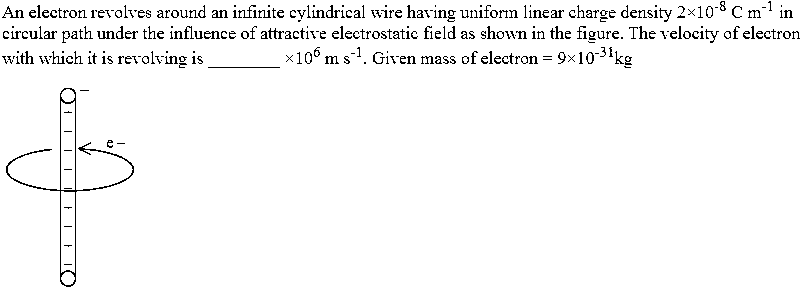 An electron revolves around an infinite cylindrical wire having uniform linear charge density 2×10⁻⁸ C m⁻¹ in
circular path under the influence of attractive electrostatic field as shown in the figure. The velocity of electron
with which it is revolving is ________ ×10⁶ m s⁻¹. Given mass of electron = 9×10⁻³¹kg
e −